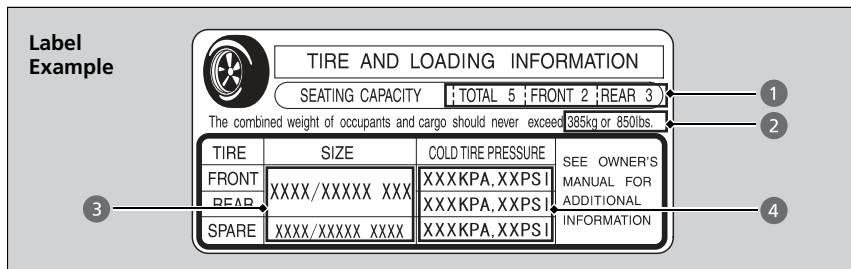 Label
Example
TIRE AND LOADING INFORMATION
SEATING CAPACITY TOTAL 5 FRONT 2 REAR 3
1
The combined weight of occupants and cargo should never exceed 385kg or 850lbs.
2
TIRE SIZE COLD TIRE PRESSURE
SEE OWNER'S
MANUAL FOR
ADDITIONAL
INFORMATION
FRONT XXXX/XXXXX XXX XXXKPA,XXPSI
REAR XXXKPA,XXPSI
3
4
SPARE XXXX/XXXXX XXXX XXXKPA,XXPSI